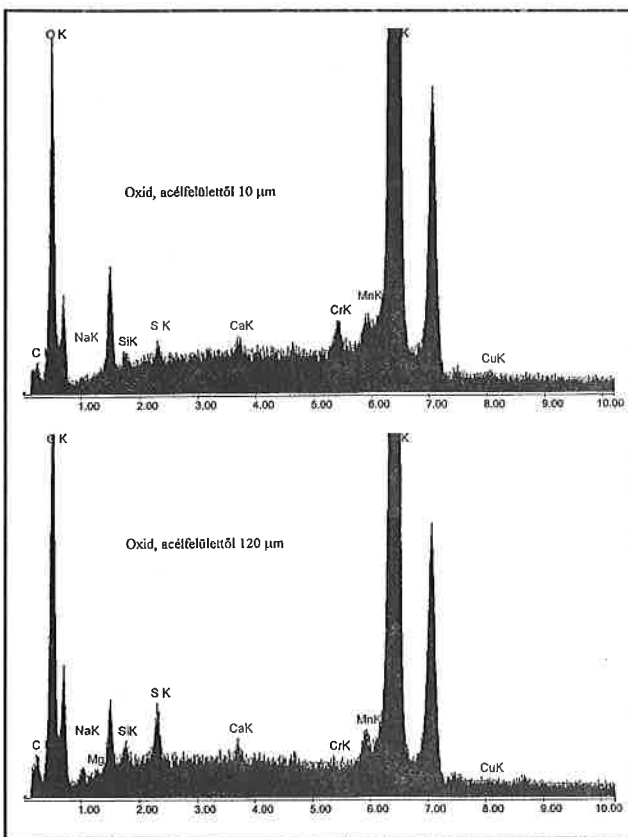 O K
K
Oxid, acélfelülettől 10 µm
NaK
SiK
S K
CaK
CrK
MnK
C
CuK
1.00 2.00 3.00 4.00 5.00 6.00 7.00 8.00 9.00 10.00
O K
K
Oxid, acélfelülettől 120 µm
S K
NaK
SiK
CaK
MnK
C
Mg
CrK
CuK
1.00 2.00 3.00 4.00 5.00 6.00 7.00 8.00 9.00 10.00